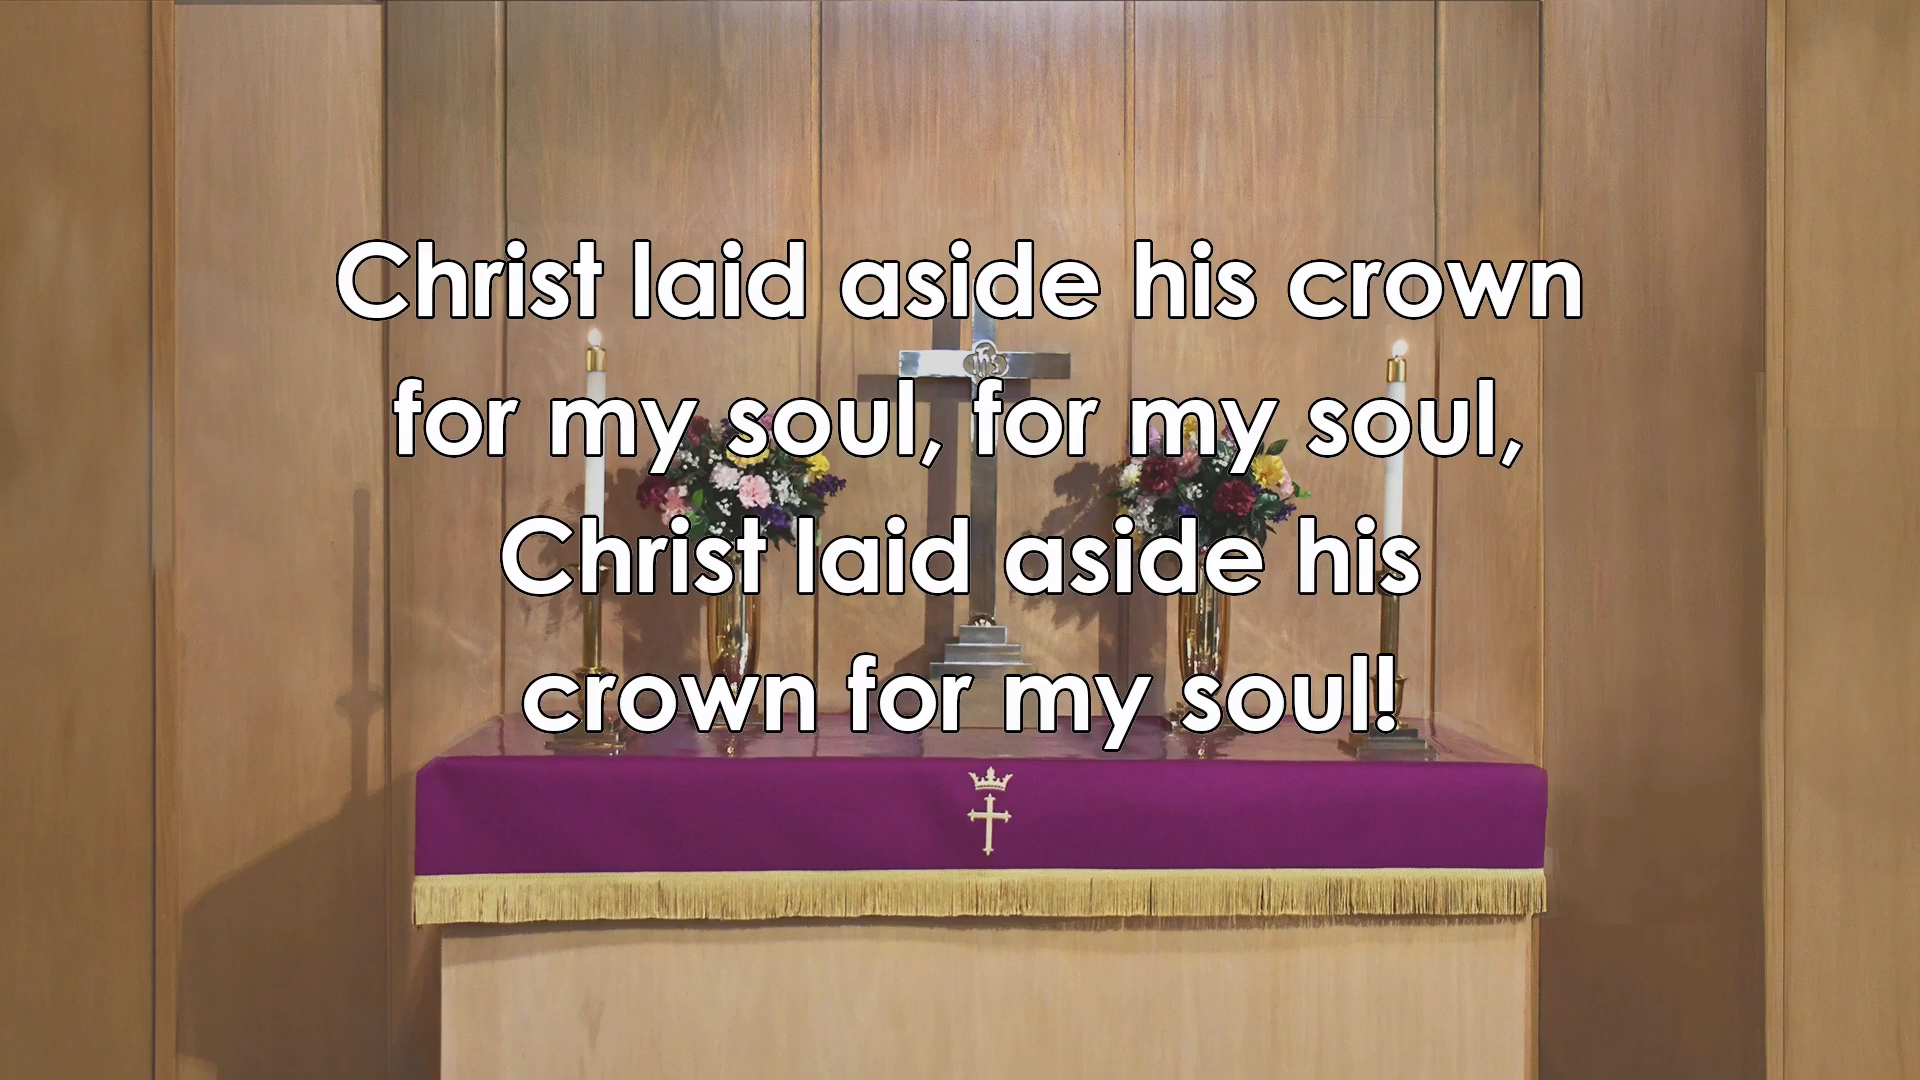 Christ laid aside his crown
for my soul, for my soul,
Christ laid aside his
crown for my soul!
IHS